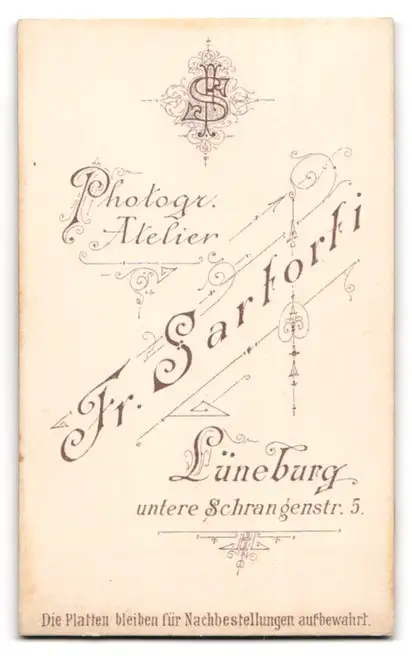 FS
Photogr.
Atelier
Fr. Sartorti
Lüneburg
untere Schrangenstr. 5.
Die Platten bleiben für Nachbestellungen aufbewahrt.